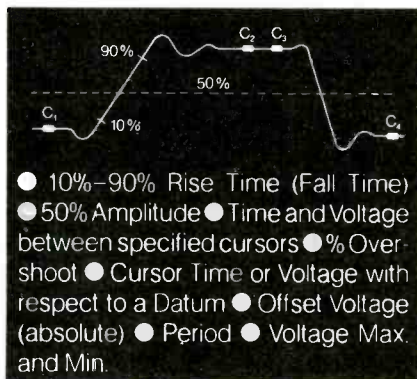 90%
C₂ C₃
50%
C₁
C₄
10%
● 10%-90% Rise Time (Fall Time)
● 50% Amplitude ● Time and Voltage
between specified cursors ● % Over
shoot ● Cursor Time or Voltage with
respect to a Datum ● Offset Voltage
(absolute) ● Period ● Voltage Max.
and Min.